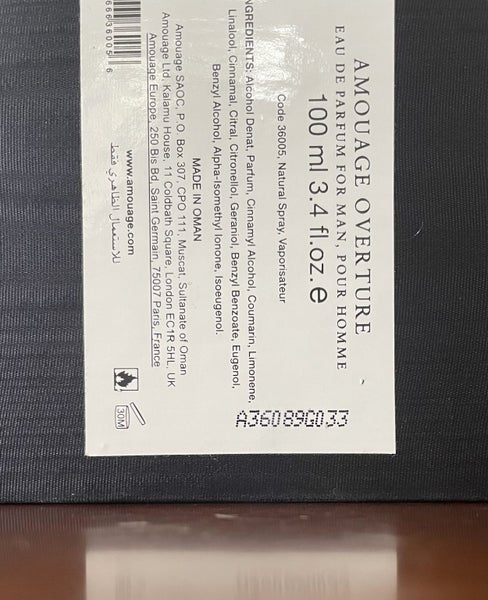 AMOUAGE OVERTURE
EAU DE PARFUM FOR MAN, POUR HOMME
100 ml 3.4 fl.oz. e
Code 36005, Natural Spray, Vaporisateur
NGREDIENTS: Alcohol Denat, Parfum, Cinnamyl Alcohol, Coumarin, Limonene,
Linalool, Cinnamal, Citral, Citronellol, Geraniol, Benzyl Benzoate, Eugenol,
Benzyl Alcohol, Alpha-Isomethyl Ionone, Isoeugenol.
MADE IN OMAN
Amouage SAOC, P.O. Box 307, CPO 111, Muscat, Sultanate of Oman
Amouage Ltd, Kalamu House, 11 Coldbath Square, London EC1R 5HL, UK
Amouage Europe, 250 Bis Bd, Saint Germain, 75007 Paris, France
www.amouage.com
للاستعمال الظاهري فقط
30M
A36089G033